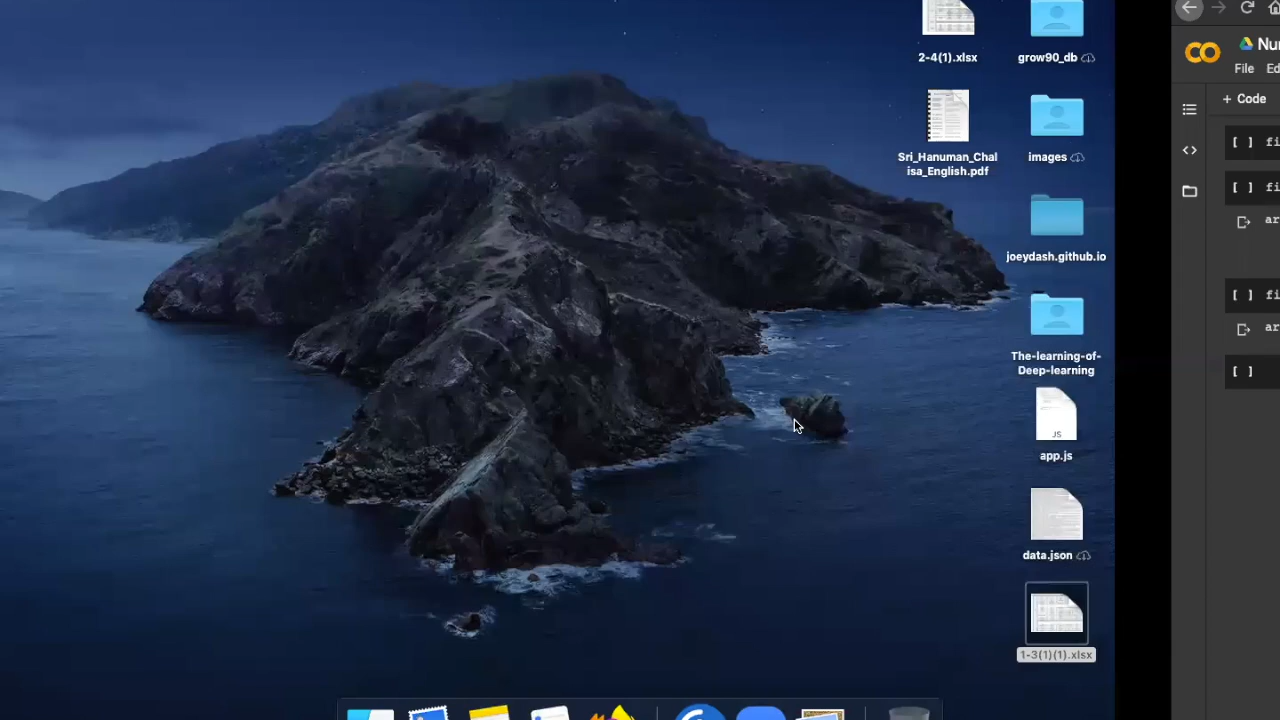 2-4(1).xlsx
grow90_db
Sri_Hanuman_Chal
isa_English.pdf
images
joeydash.github.io
The-learning-of-
Deep-learning
JS
app.js
data.json
1-3(1)(1).xlsx
File
+ Code
[ ]
[ ]
[ ]
[ ]